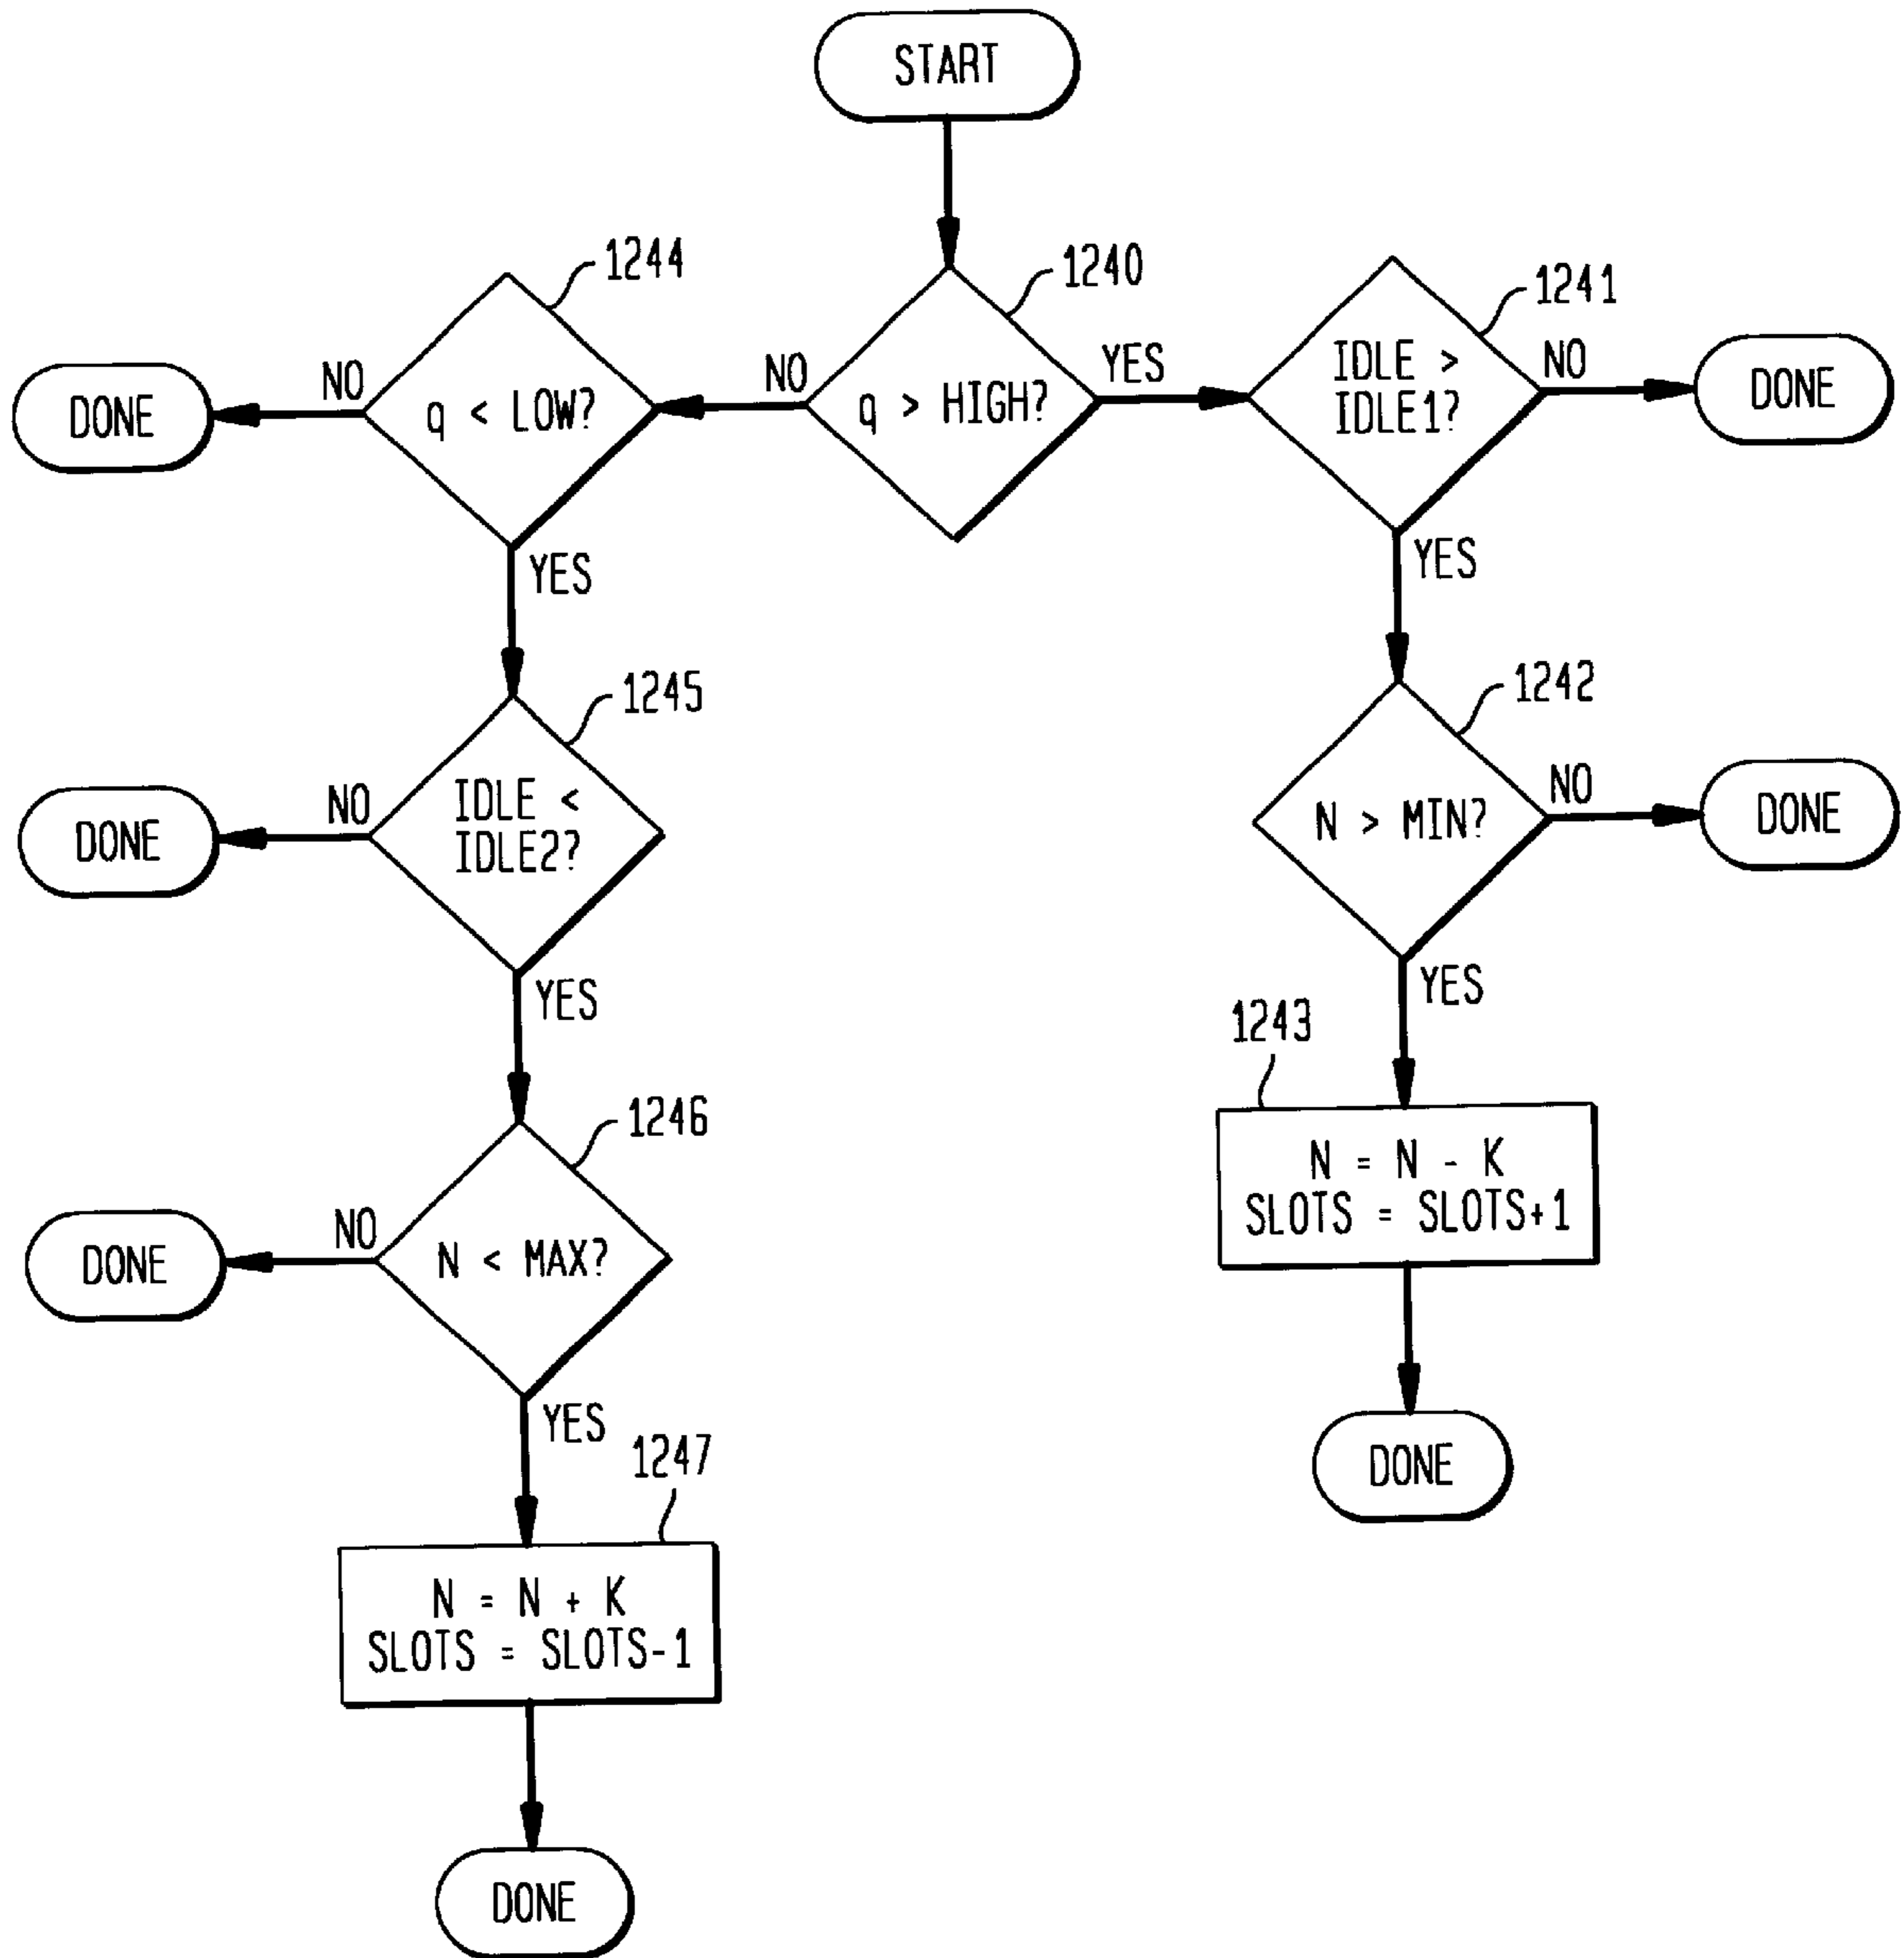 START
1244
1240
1241
NO
q < LOW?
NO
q > HIGH?
YES
IDLE >
IDLE1?
NO
DONE
DONE
YES
YES
1245
1242
NO
IDLE <
IDLE2?
DONE
N > MIN?
NO
DONE
YES
YES
1243
1246
N = N - K
SLOTS = SLOTS+1
NO
N < MAX?
DONE
YES
DONE
1247
N = N + K
SLOTS = SLOTS-1
DONE